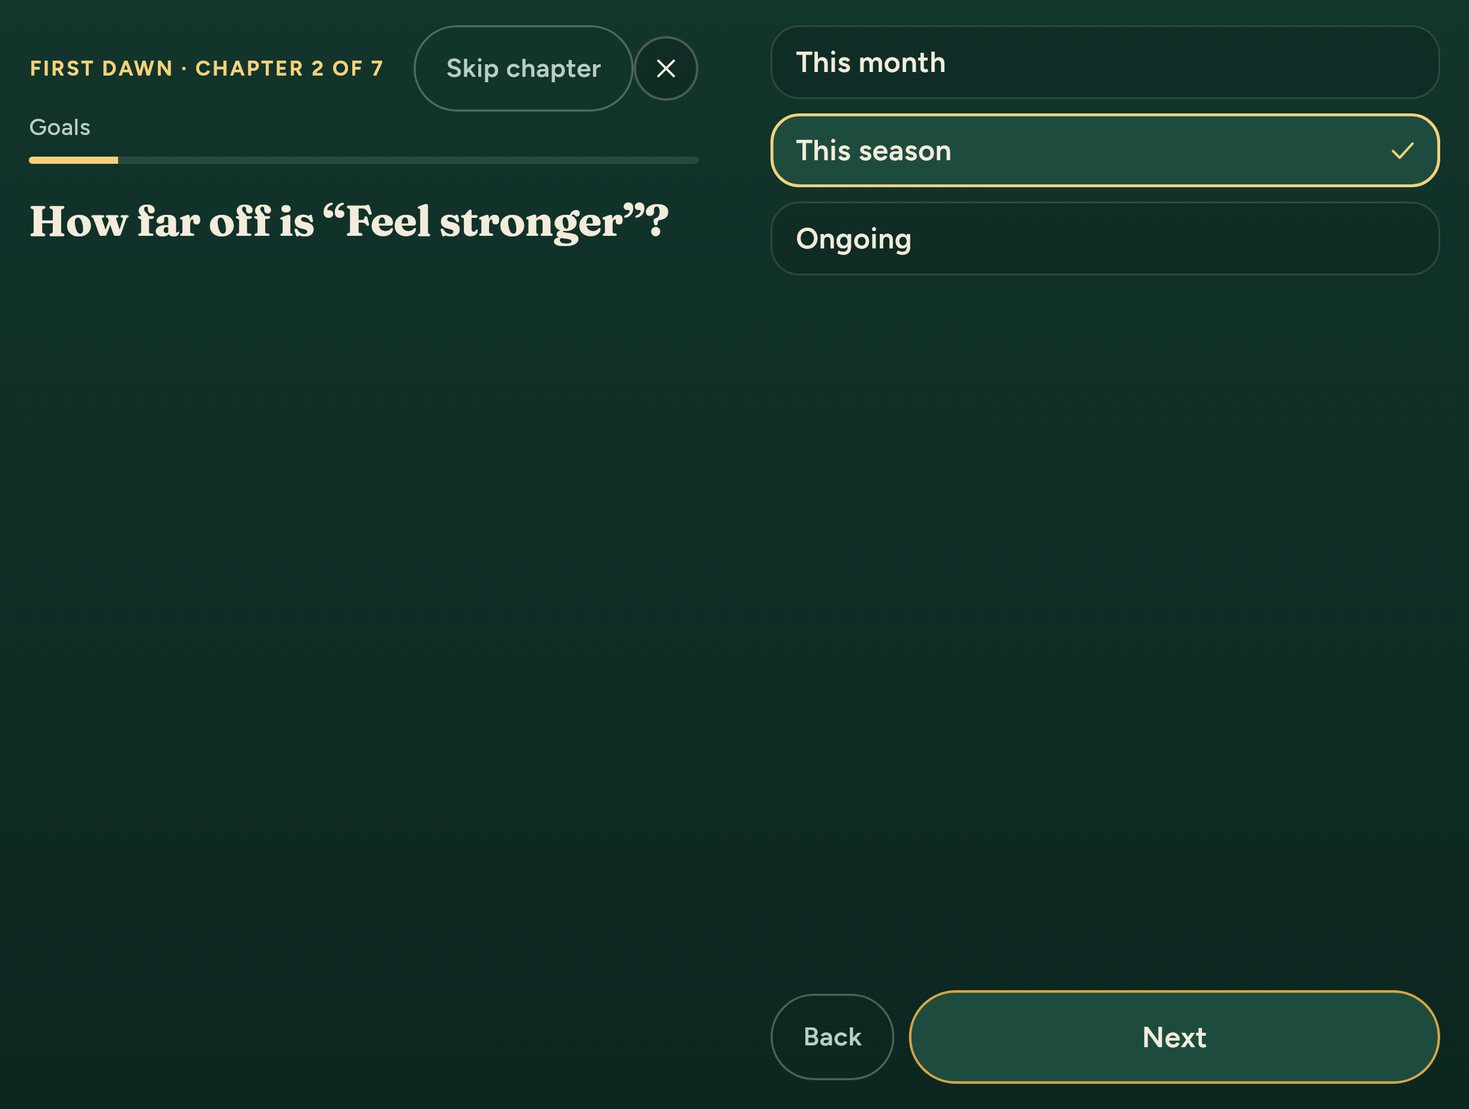 FIRST DAWN · CHAPTER 2 OF 7
Skip chapter
Goals
How far off is “Feel stronger”?
This month
This season
Ongoing
Back
Next